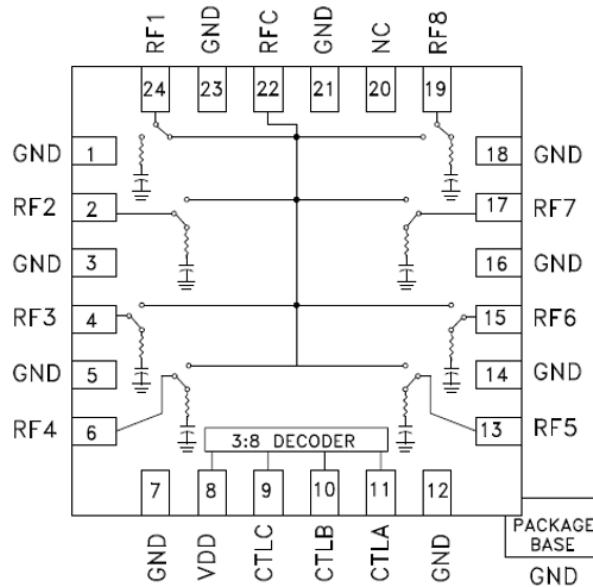 RF1 GND RFC GND NC RF8
24 23 22 21 20 19
GND 1 18 GND
RF2 2 17 RF7
GND 3 16 GND
RF3 4 15 RF6
GND 5 14 GND
RF4 6 13 RF5
3:8 DECODER
7 8 9 10 11 12
GND VDD CTLC CTLB CTLA GND
PACKAGE
BASE
GND